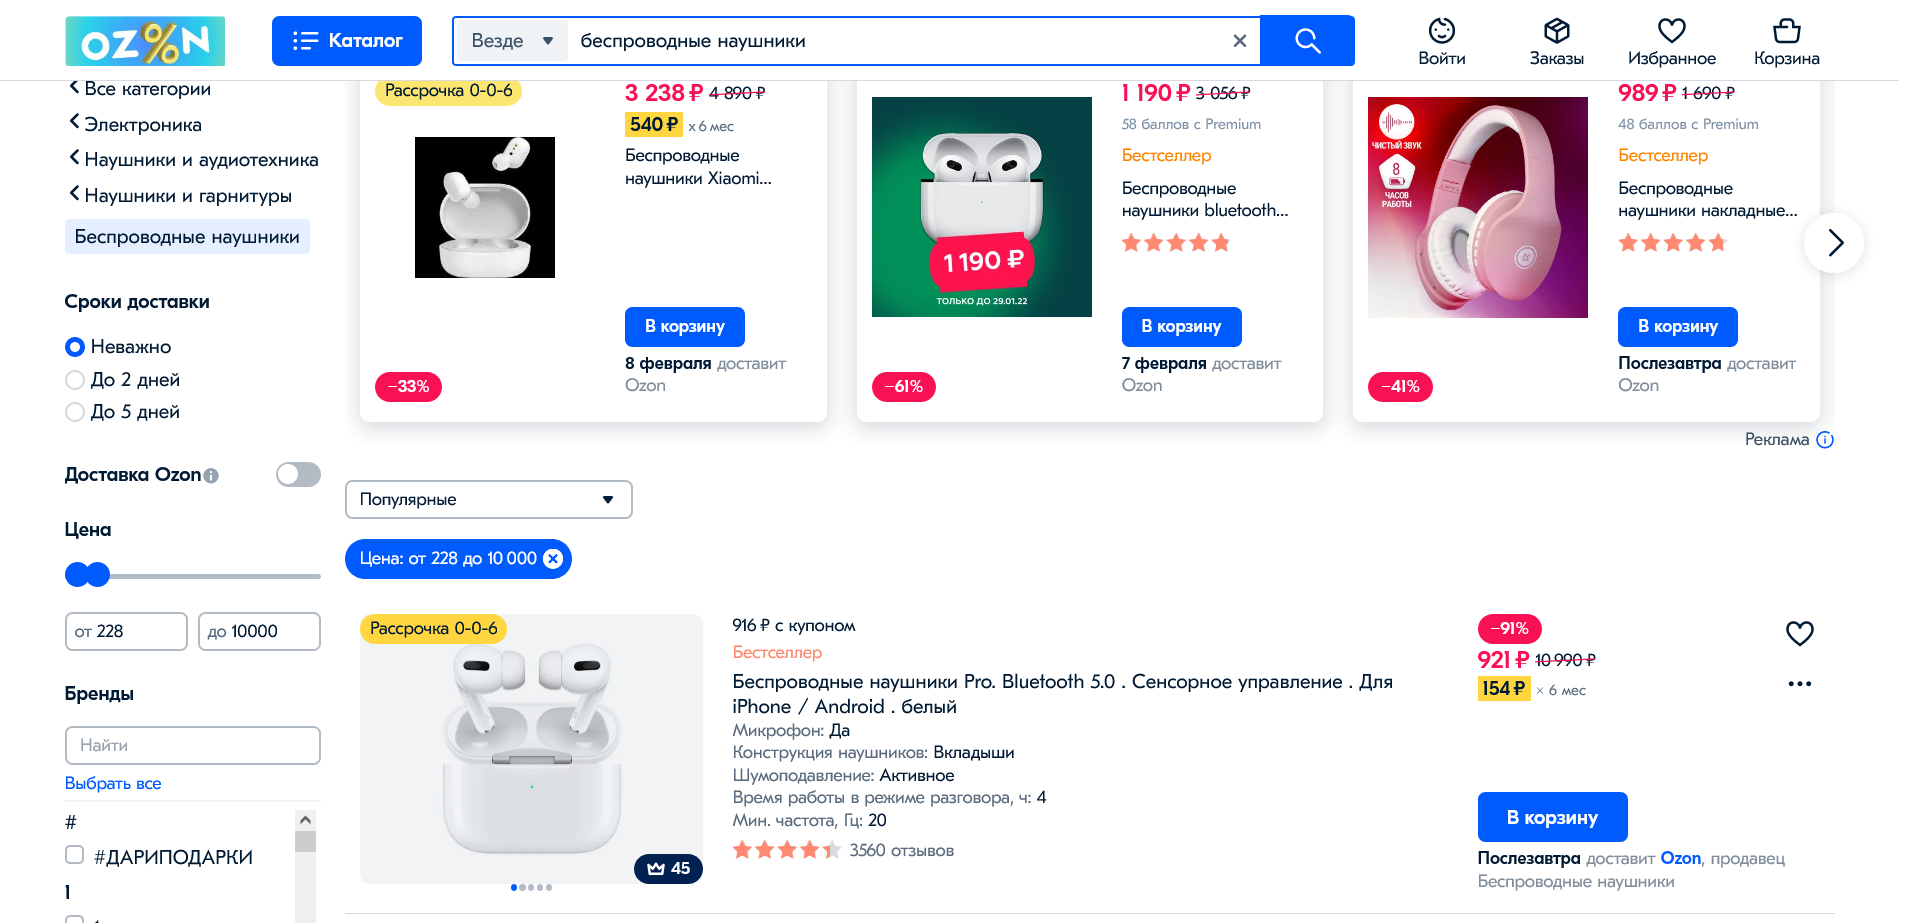 OZ%N
Каталог
Везде
беспроводные наушники
Войти
Заказы
Избранное
Корзина
Все категории
Электроника
Наушники и аудиотехника
Наушники и гарнитуры
Беспроводные наушники
Сроки доставки
Неважно
До 2 дней
До 5 дней
Доставка Ozon
Цена
от 228
до 10000
Бренды
Найти
Выбрать все
#
#ДАРИПОДАРКИ
1
Рассрочка 0-0-6
−33%
3 238 ₽ 4 890 ₽
540 ₽ х 6 мес
Беспроводные
наушники Xiaomi...
В корзину
8 февраля доставит
Ozon
1 190 ₽
ТОЛЬКО ДО 29.01.22
−61%
1 190 ₽ 3 056 ₽
58 баллов с Premium
Бестселлер
Беспроводные
наушники bluetooth...
В корзину
7 февраля доставит
Ozon
ЧИСТЫЙ ЗВУК
8
ЧАСОВ
РАБОТЫ
−41%
989 ₽ 1 690 ₽
48 баллов с Premium
Бестселлер
Беспроводные
наушники накладные...
В корзину
Послезавтра доставит
Ozon
Реклама
Популярные
Цена: от 228 до 10 000
Рассрочка 0-0-6
45
916 ₽ с купоном
Бестселлер
Беспроводные наушники Pro. Bluetooth 5.0 . Сенсорное управление . Для
iPhone / Android . белый
Микрофон: Да
Конструкция наушников: Вкладыши
Шумоподавление: Активное
Время работы в режиме разговора, ч: 4
Мин. частота, Гц: 20
3560 отзывов
−91%
921 ₽ 10 990 ₽
154 ₽ × 6 мес
В корзину
Послезавтра доставит Ozon, продавец
Беспроводные наушники